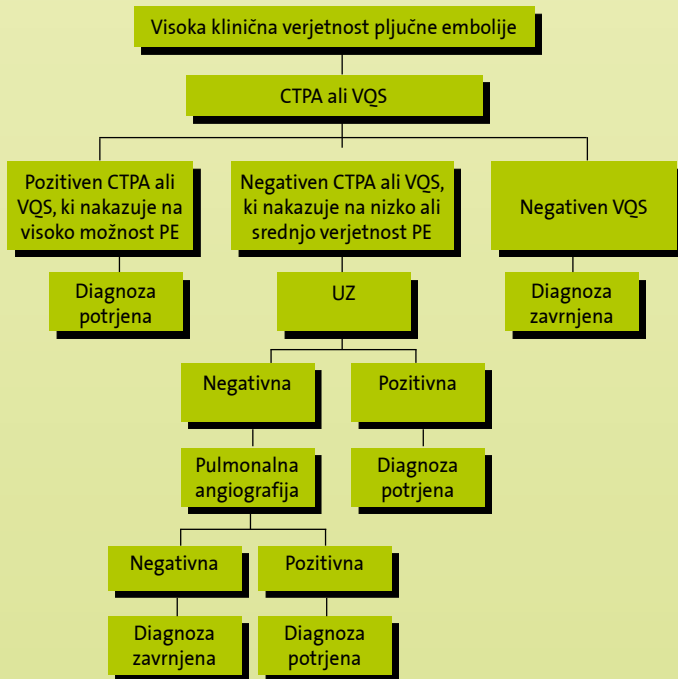 Visoka klinična verjetnost pljučne embolije
CTPA ali VQS
Pozitiven CTPA ali
VQS, ki nakazuje na
visoko možnost PE
Negativen CTPA ali VQS,
ki nakazuje na nizko ali
srednjo verjetnost PE
Negativen VQS
Diagnoza
potrjena
UZ
Diagnoza
zavrnjena
Negativna
Pozitivna
Pulmonalna
angiografija
Diagnoza
potrjena
Negativna
Pozitivna
Diagnoza
zavrnjena
Diagnoza
potrjena